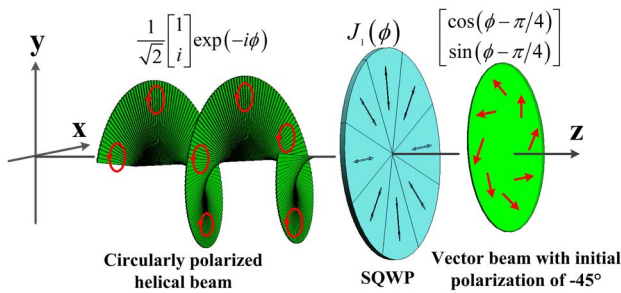 y
x
1/√2 [1 i] exp(−iϕ)
J₁(ϕ)
[cos(ϕ−π/4) sin(ϕ−π/4)]
z
Circularly polarized
helical beam
SQWP
Vector beam with initial
polarization of -45°